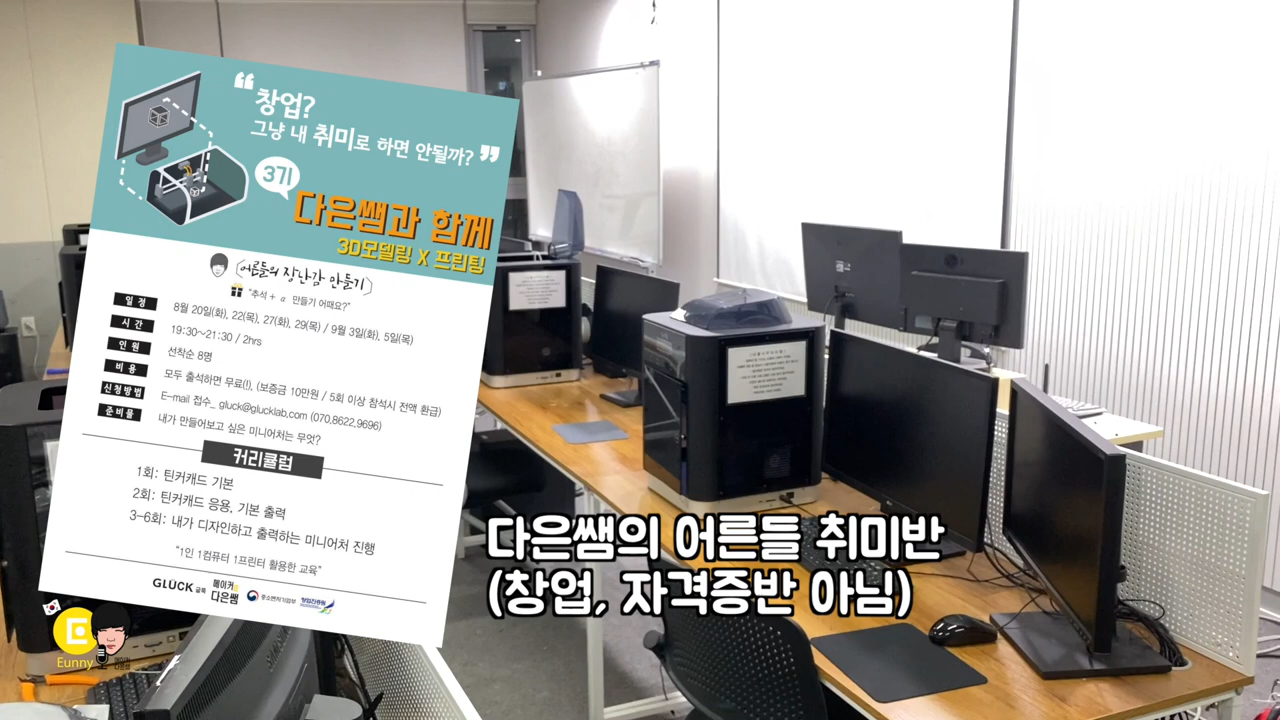 "창업?
그냥 내 취미로 하면 안될까?"
3기
다은쌤과 함께
3D모델링 X 프린팅
[어른들의 장난감 만들기]
"추석 + α 만들기 어때요?"
일정 8월 20일(화), 22(목), 27(화), 29(목) / 9월 3일(화), 5일(목)
시간 19:30~21:30 / 2hrs
인원 선착순 8명
비용 모두 출석하면 무료(!), (보증금 10만원 / 5회 이상 참석시 전액 환급)
신청방법 E-mail 접수_ gluck@glucklab.com (070.8622.9696)
준비물 내가 만들어보고 싶은 미니어처는 무엇?
커리큘럼
1회: 틴커캐드 기본
2회: 틴커캐드 응용, 기본 출력
3-6회: 내가 디자인하고 출력하는 미니어처 진행
"1인 1컴퓨터 1프린터 활용한 교육"
GLÜCK 글룩 메이커 다은쌤 중소벤처기업부 창업진흥원
다은쌤의 어른들 취미반
(창업, 자격증반 아님)
Eunny